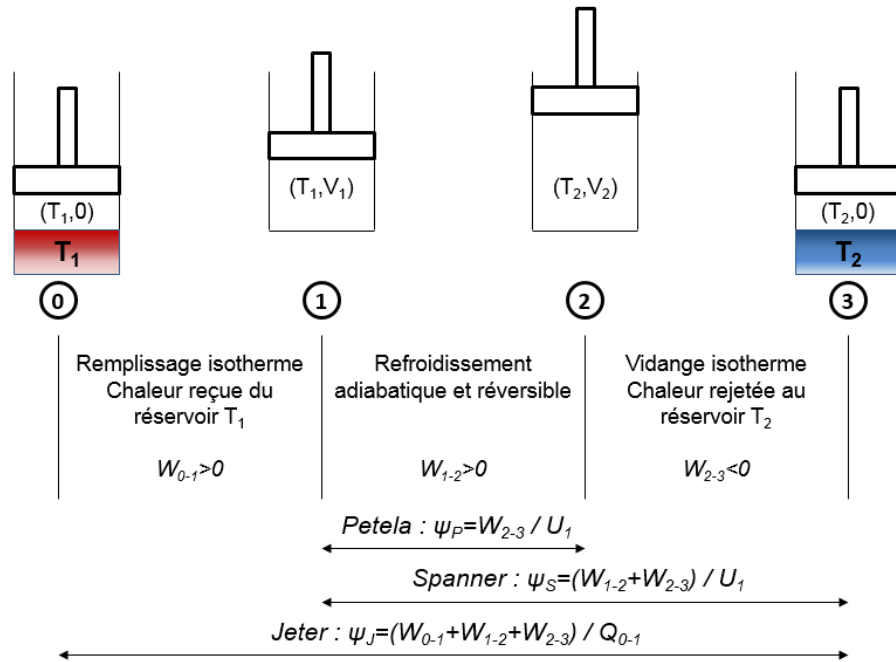 (T₁,0)
T₁
(T₁,V₁)
(T₂,V₂)
(T₂,0)
T₂
0
1
2
3
Remplissage isotherme
Chaleur reçue du
réservoir T₁
W₀₋₁>0
Refroidissement
adiabatique et réversible
W₁₋₂>0
Vidange isotherme
Chaleur rejetée au
réservoir T₂
W₂₋₃<0
Petela : ψ_P=W₂₋₃ / U₁
Spanner : ψ_S=(W₁₋₂+W₂₋₃) / U₁
Jeter : ψ_J=(W₀₋₁+W₁₋₂+W₂₋₃) / Q₀₋₁